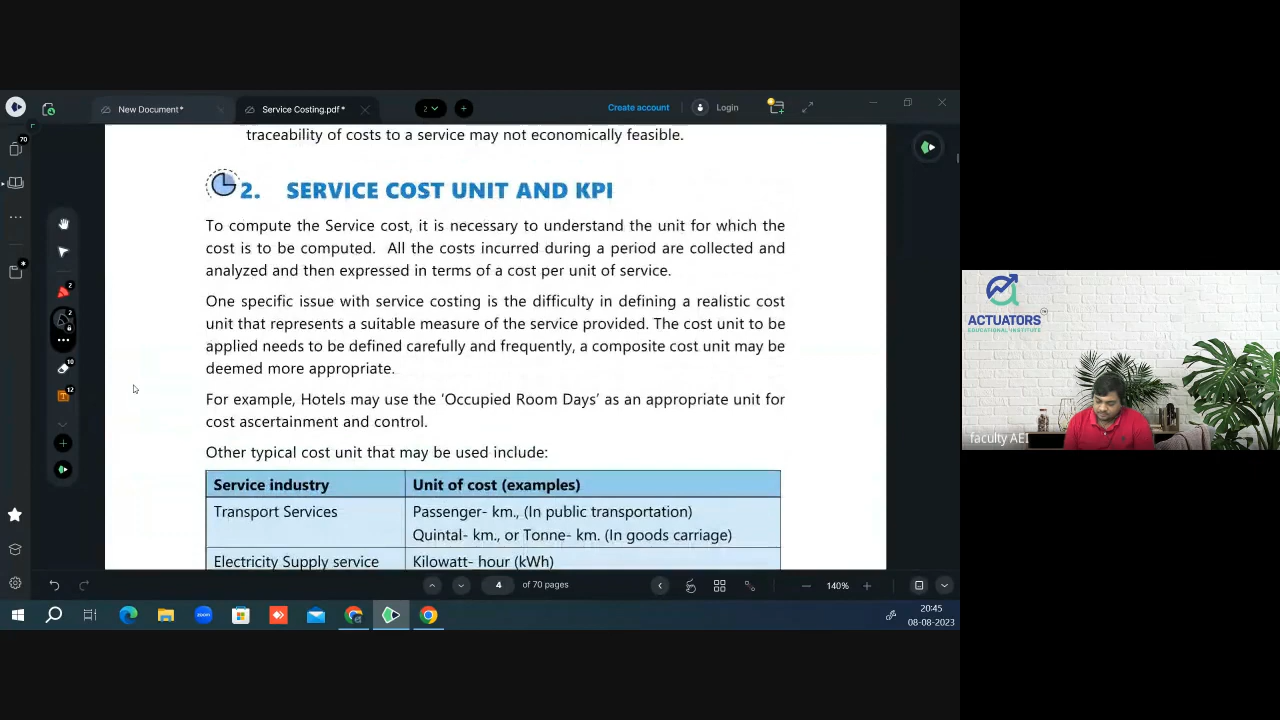 New Document*
Service Costing.pdf*
2
Create account
Login
70
traceability of costs to a service may not economically feasible.
2. SERVICE COST UNIT AND KPI
To compute the Service cost, it is necessary to understand the unit for which the
cost is to be computed. All the costs incurred during a period are collected and
analyzed and then expressed in terms of a cost per unit of service.
One specific issue with service costing is the difficulty in defining a realistic cost
unit that represents a suitable measure of the service provided. The cost unit to be
applied needs to be defined carefully and frequently, a composite cost unit may be
deemed more appropriate.
For example, Hotels may use the ‘Occupied Room Days’ as an appropriate unit for
cost ascertainment and control.
Other typical cost unit that may be used include:
Service industry
Unit of cost (examples)
Transport Services
Passenger- km., (In public transportation)
Quintal- km., or Tonne- km. (In goods carriage)
Electricity Supply service
Kilowatt- hour (kWh)
2
2
10
12
4
of 70 pages
140%
zoom
20:45
08-08-2023
ACTUATORS
EDUCATIONAL INSTITUTE
faculty AEI